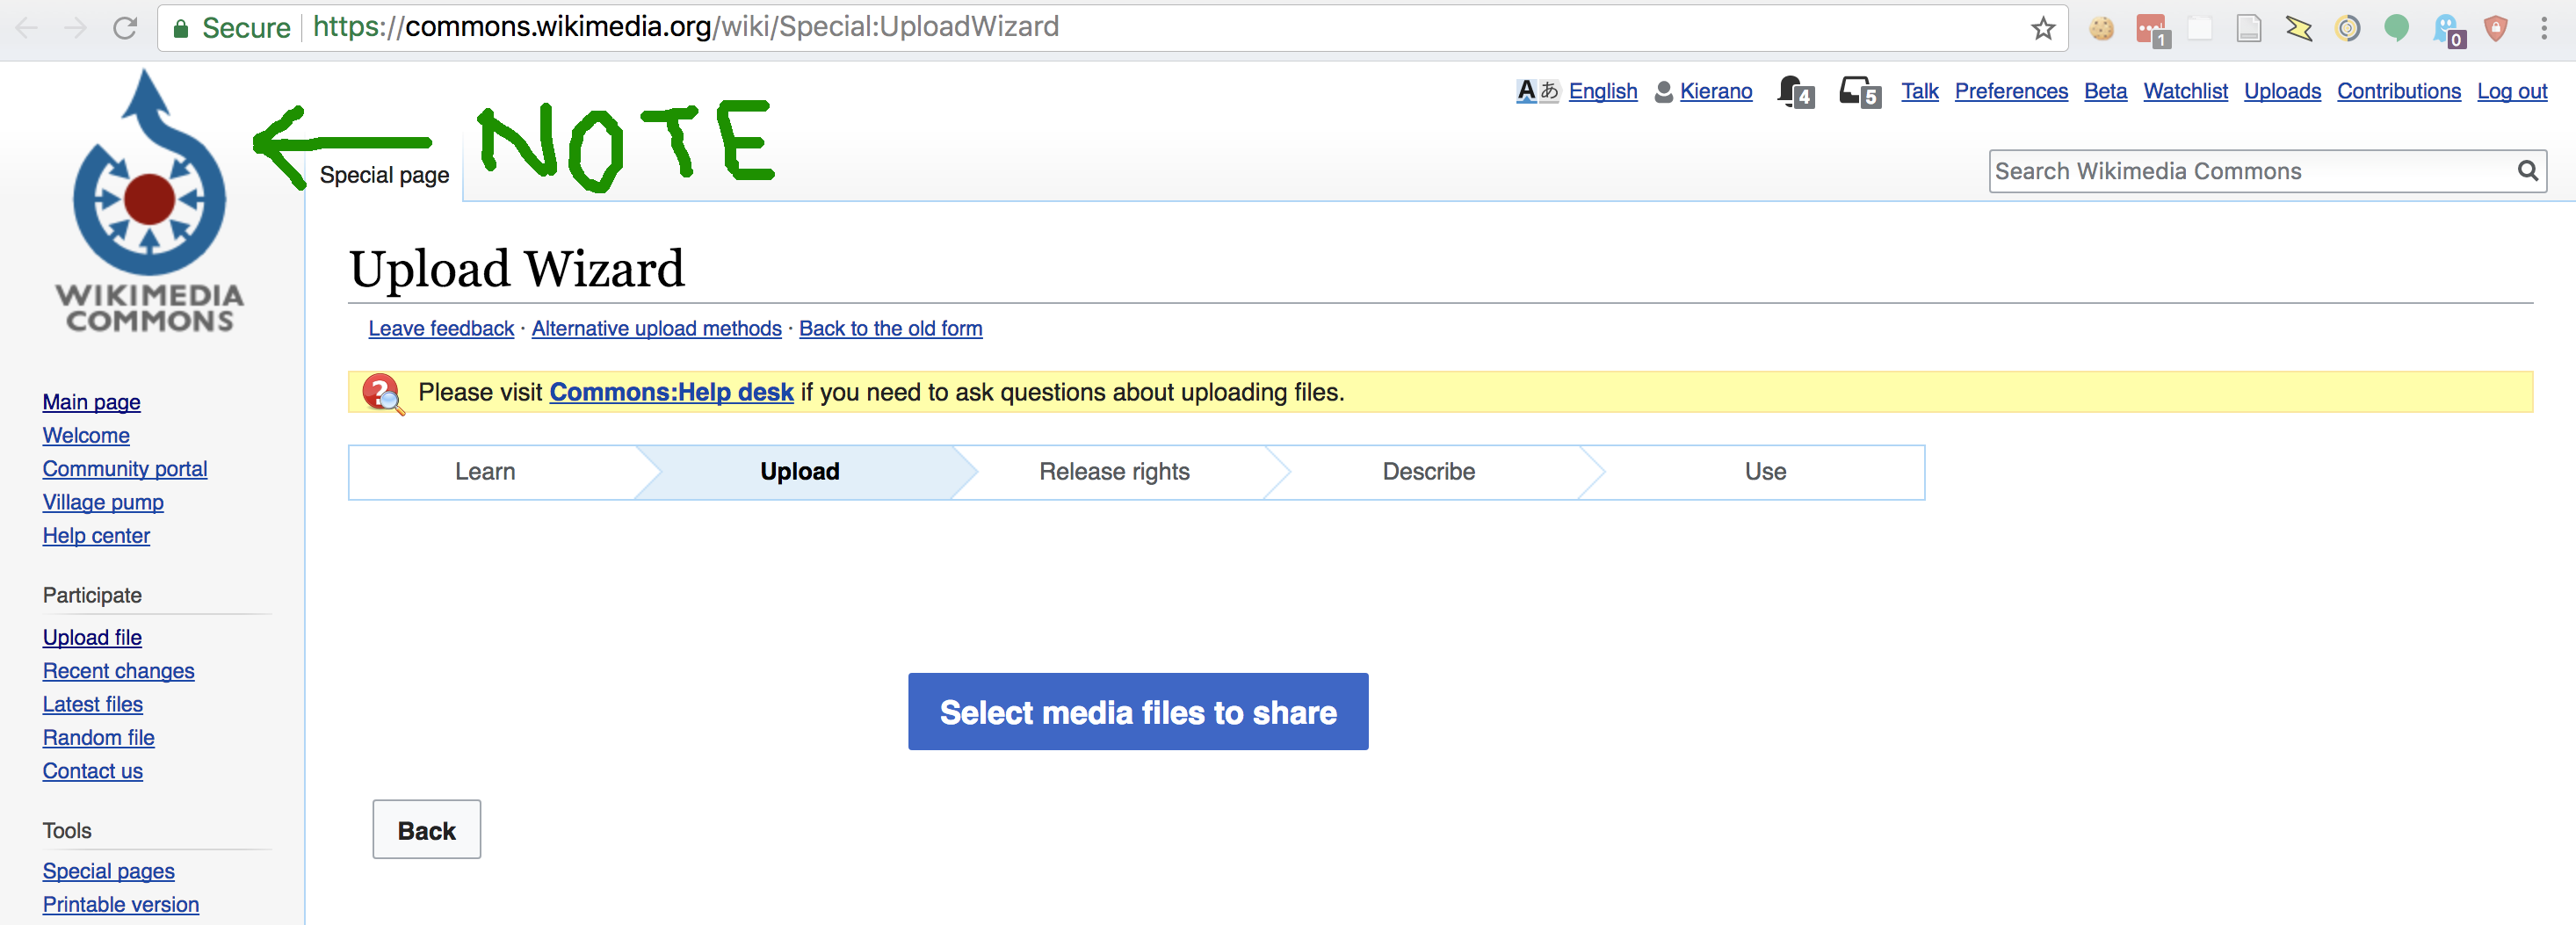 Secure https://commons.wikimedia.org/wiki/Special:UploadWizard
1 0
Aあ English Kierano 4 5 Talk Preferences Beta Watchlist Uploads Contributions Log out
NOTE
Special page
Search Wikimedia Commons
WIKIMEDIA
COMMONS
Upload Wizard
Leave feedback · Alternative upload methods · Back to the old form
? Please visit Commons:Help desk if you need to ask questions about uploading files.
Learn Upload Release rights Describe Use
Select media files to share
Back
Main page
Welcome
Community portal
Village pump
Help center
Participate
Upload file
Recent changes
Latest files
Random file
Contact us
Tools
Special pages
Printable version